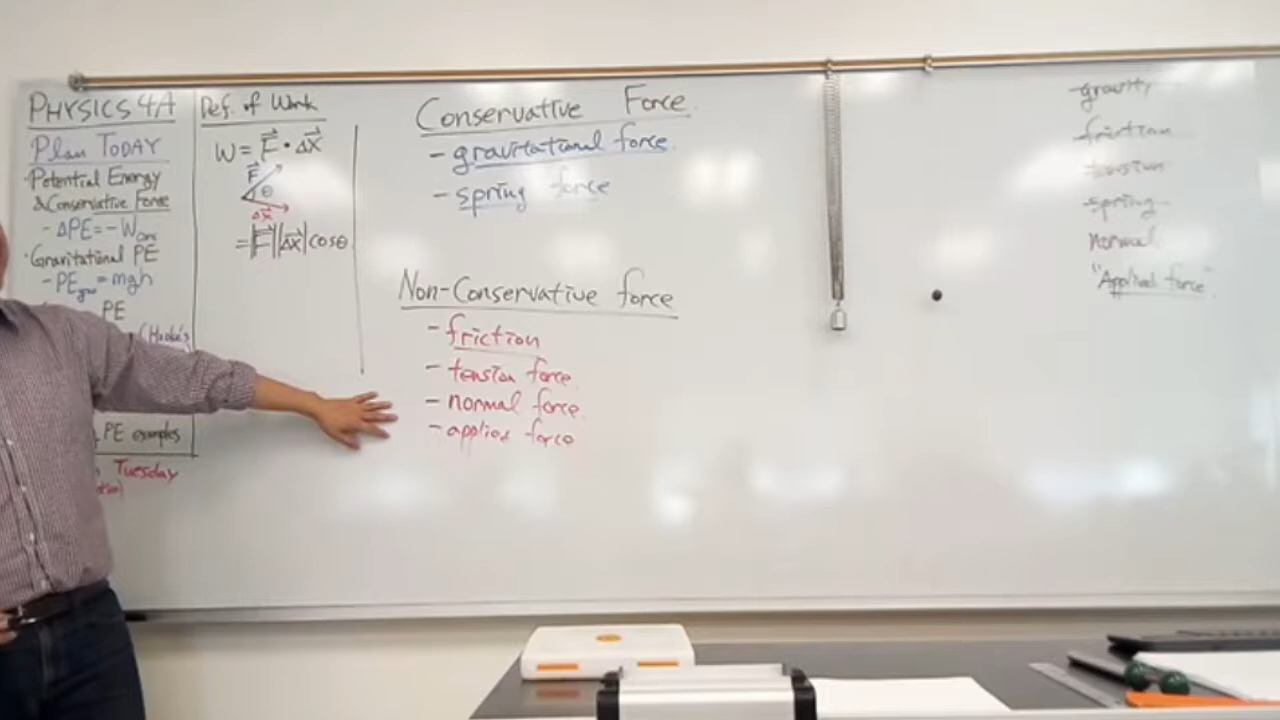 PHYSICS 4A
Plan TODAY
· Potential Energy
& Conservative Force
- ΔPE = - W
· Gravitational PE
- PE = mgh
PE
(Hooke's
PE examples
Tuesday
Def. of Work
W = F⃗ · Δx⃗
F⃗
θ
Δx⃗
= |F⃗||Δx⃗| cosθ
Conservative Force
- gravitational force
- spring force
Non-Conservative force
- friction
- tension force
- normal force
- applied force
gravity
friction
tension
spring
normal
"Applied force"